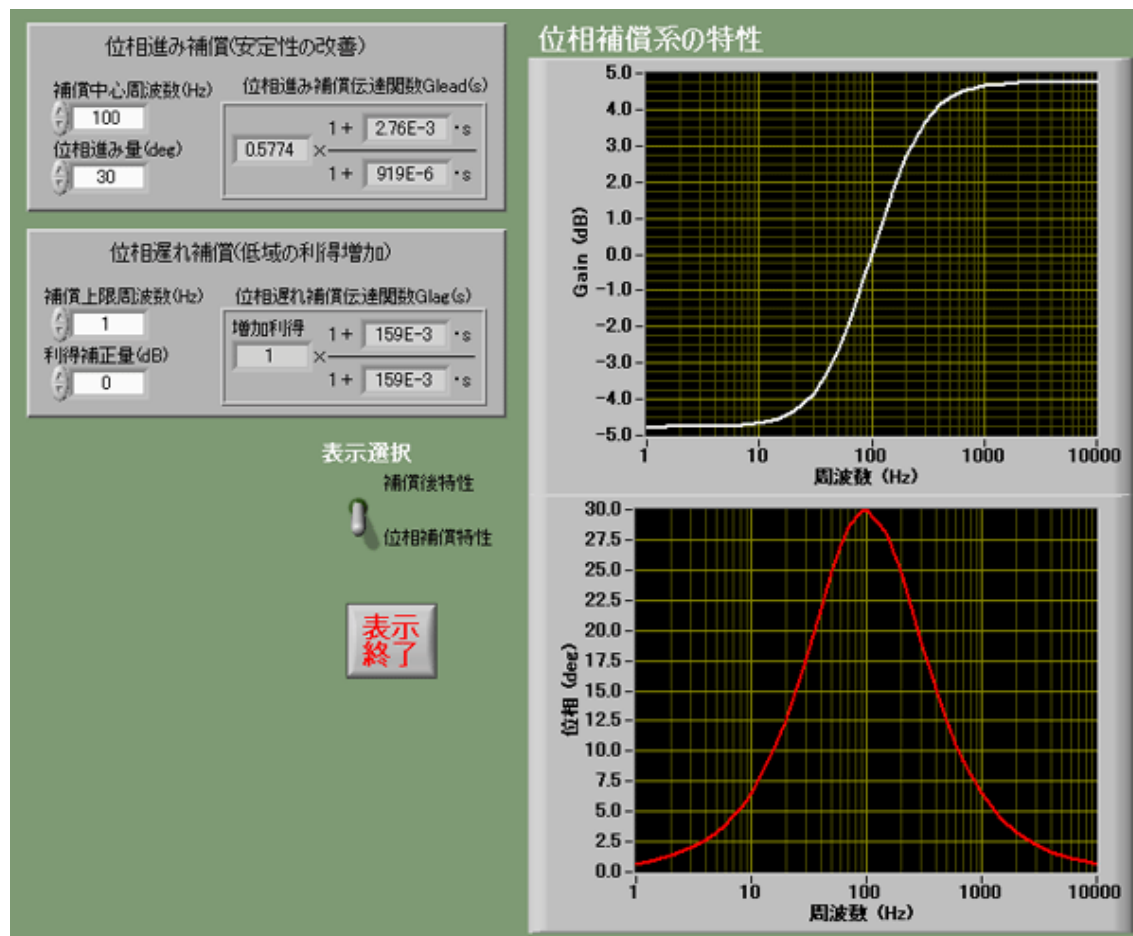 位相進み補償(安定性の改善)
補償中心周波数(Hz)
100
位相進み量(deg)
30
位相進み補償伝達関数Glead(s)
0.5774 ×
1+ 2.76E-3 ·s
1+ 919E-6 ·s
位相遅れ補償(低域の利得増加)
補償上限周波数(Hz)
1
利得補正量(dB)
0
位相遅れ補償伝達関数Glag(s)
増加利得
1 ×
1+ 159E-3 ·s
1+ 159E-3 ·s
表示選択
補償後特性
位相補償特性
表示
終了
位相補償系の特性
Gain (dB)
5.0
4.0
3.0
2.0
1.0
0.0
-1.0
-2.0
-3.0
-4.0
-5.0
1 10 100 1000 10000
周波数 (Hz)
位相 (deg)
30.0
27.5
25.0
22.5
20.0
17.5
15.0
12.5
10.0
7.5
5.0
2.5
0.0
1 10 100 1000 10000
周波数 (Hz)